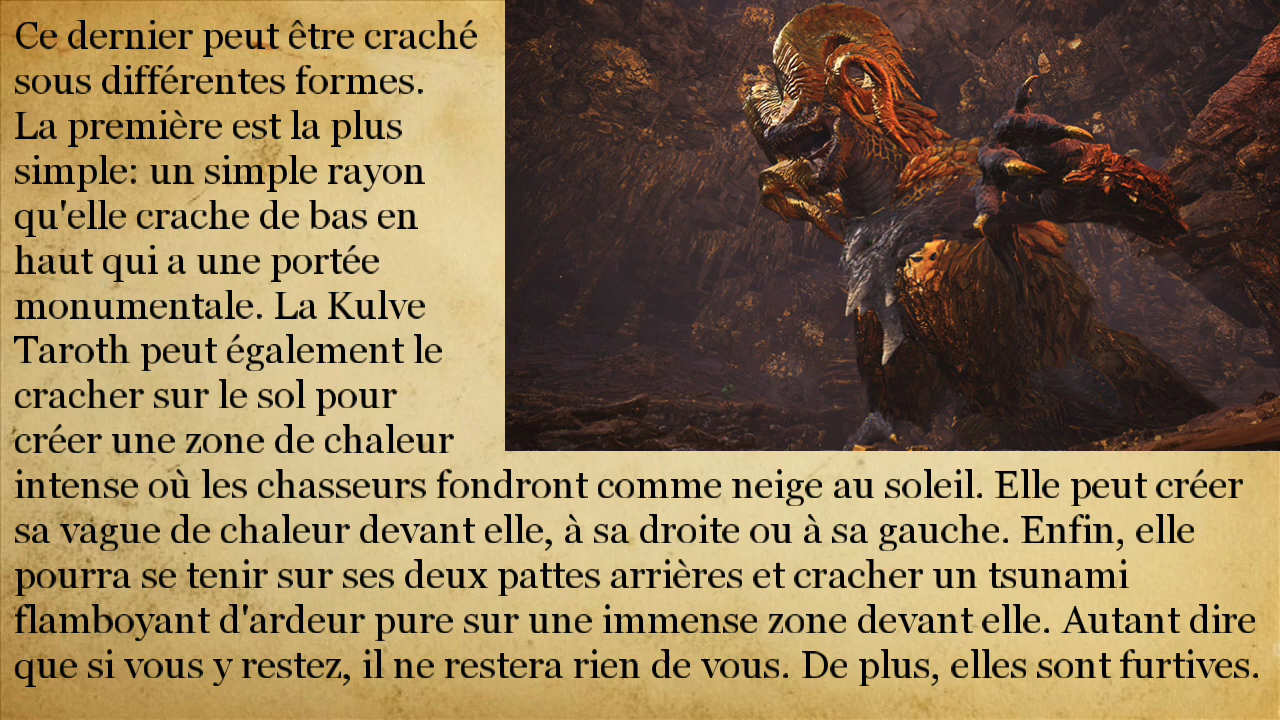 Ce dernier peut être craché
sous différentes formes.
La première est la plus
simple: un simple rayon
qu'elle crache de bas en
haut qui a une portée
monumentale. La Kulve
Taroth peut également le
cracher sur le sol pour
créer une zone de chaleur
intense où les chasseurs fondront comme neige au soleil. Elle peut créer
sa vague de chaleur devant elle, à sa droite ou à sa gauche. Enfin, elle
pourra se tenir sur ses deux pattes arrières et cracher un tsunami
flamboyant d'ardeur pure sur une immense zone devant elle. Autant dire
que si vous y restez, il ne restera rien de vous. De plus, elles sont furtives.